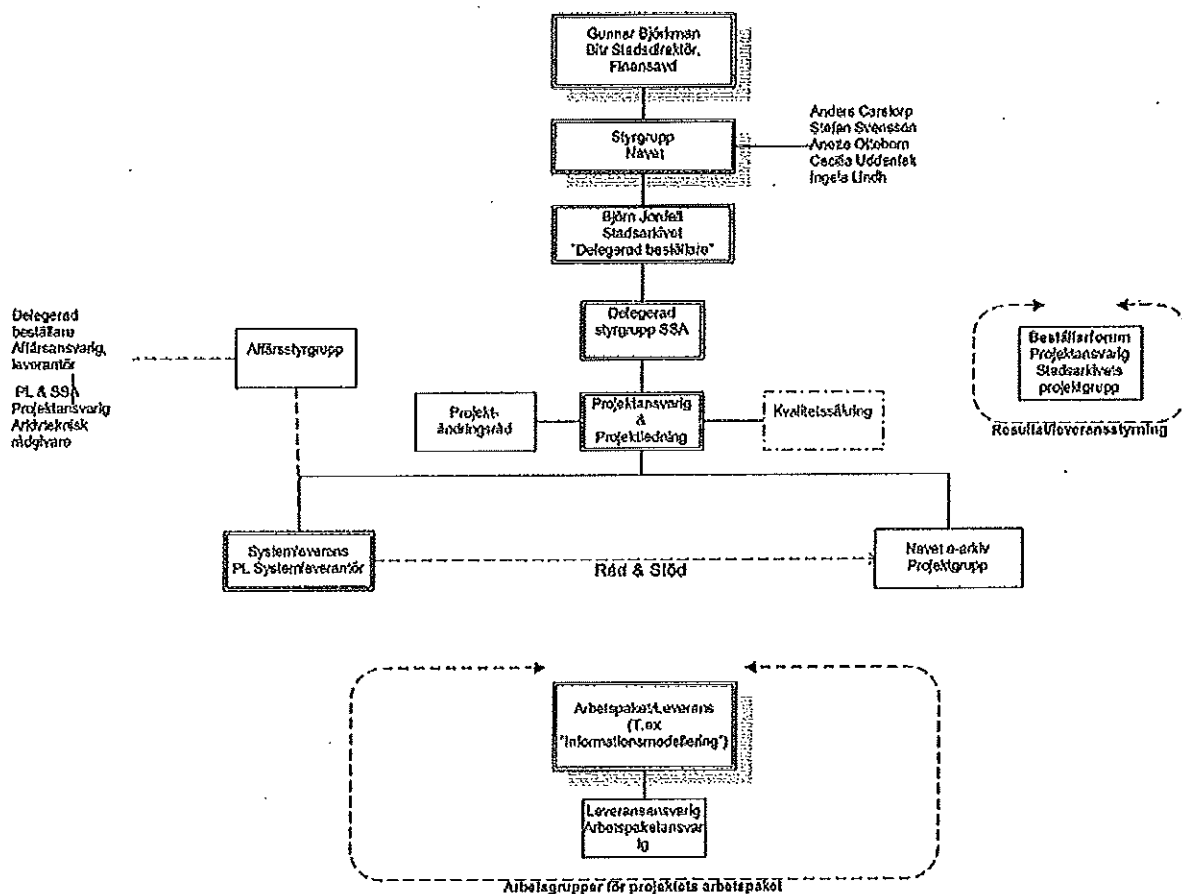 Gunnar Björkman
Bitr Stadsdirektör,
Finansavd
Styrgrupp
Navet
Anders Carstorp
Stefan Svensson
Ottoborn
Cecilia
Ingela Lindh
Björn Jordell
Stadsarkivet
"Delegerad beställare"
Delegerad
styrgrupp SSA
Delegerad
beställare
Affärsansvarig,
leverantör
PL & SSA
Projektansvarig
Arkivteknisk
rådgivare
Affärsstyrgrupp
Beställarforum
Projektansvarig
Stadsarkivets
projektgrupp
Resultat/leveransstyrning
Projekt-
ändringsråd
Projektansvarig
&
Projektledning
Kvalitetssäkring
Systemleverans
PL Systemleverantör
Råd & Stöd
Navet e-arkiv
Projektgrupp
Arbetspaket/Leverans
(T.ex
"Informationsmodellering")
Leveransansvarig
Arbetspaketansvar
ig
Arbetsgrupper för projektets arbetspaket